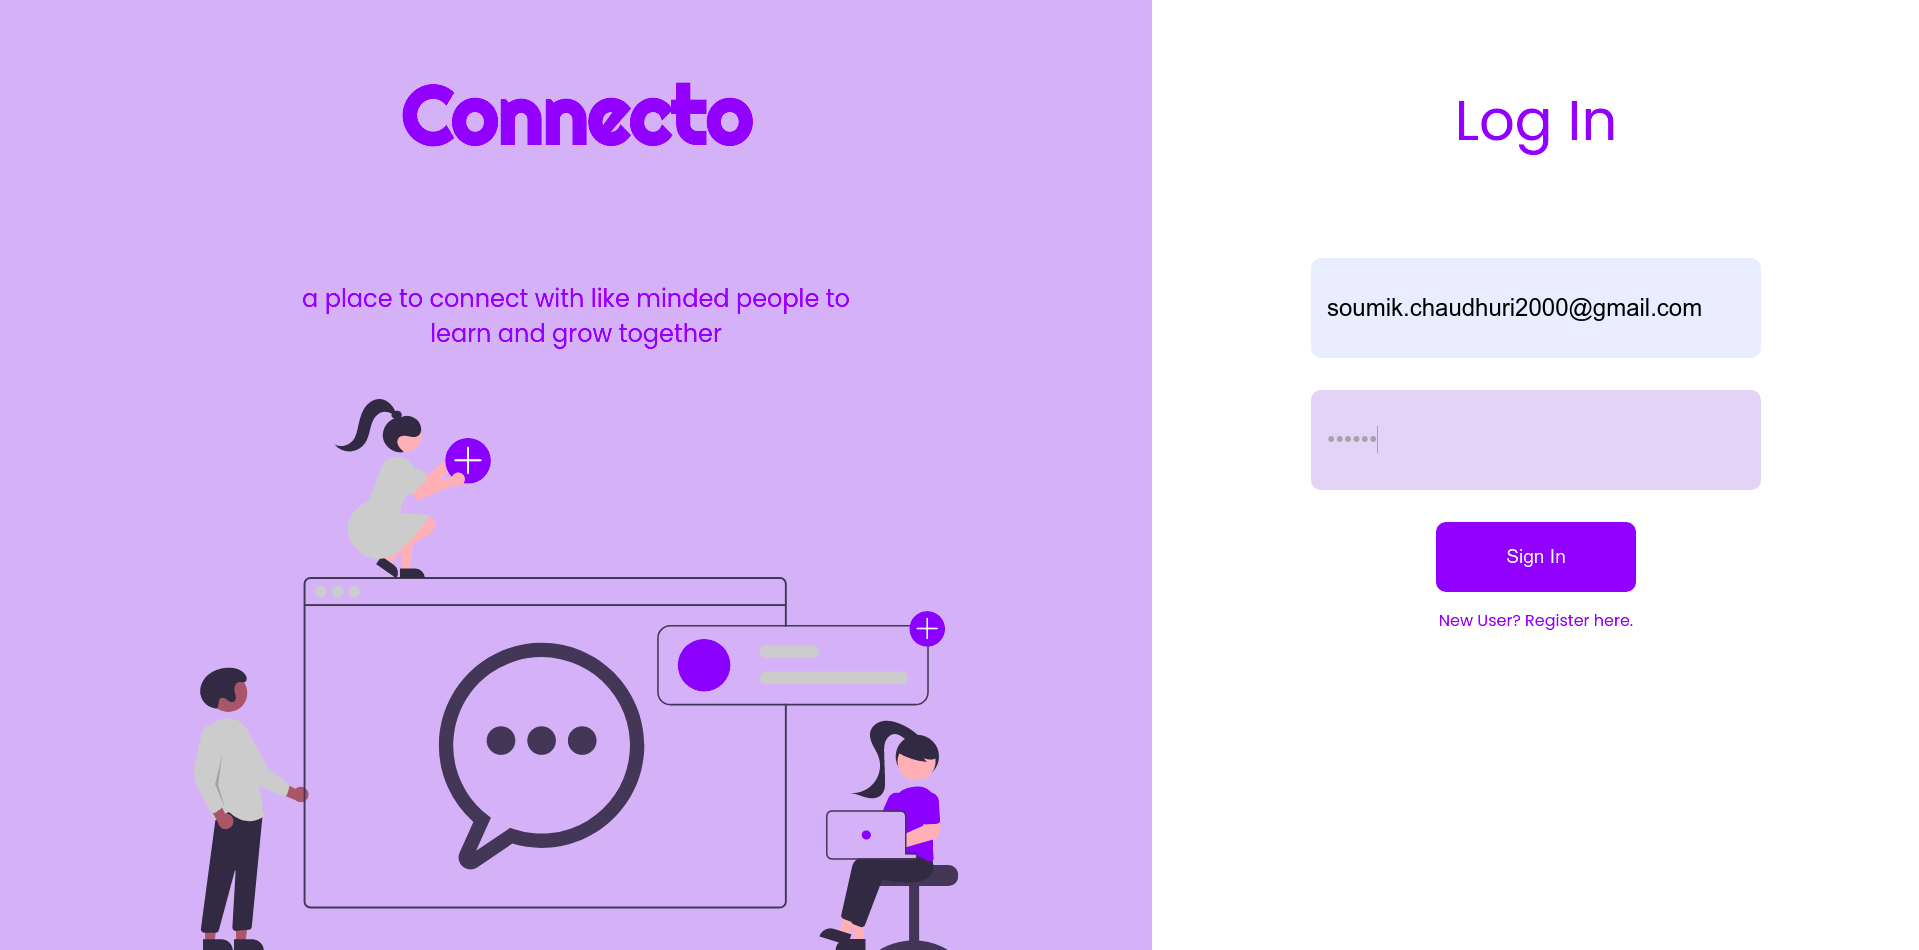 Connecto
a place to connect with like minded people to
learn and grow together
Log In
soumik.chaudhuri2000@gmail.com
••••••
Sign In
New User? Register here.